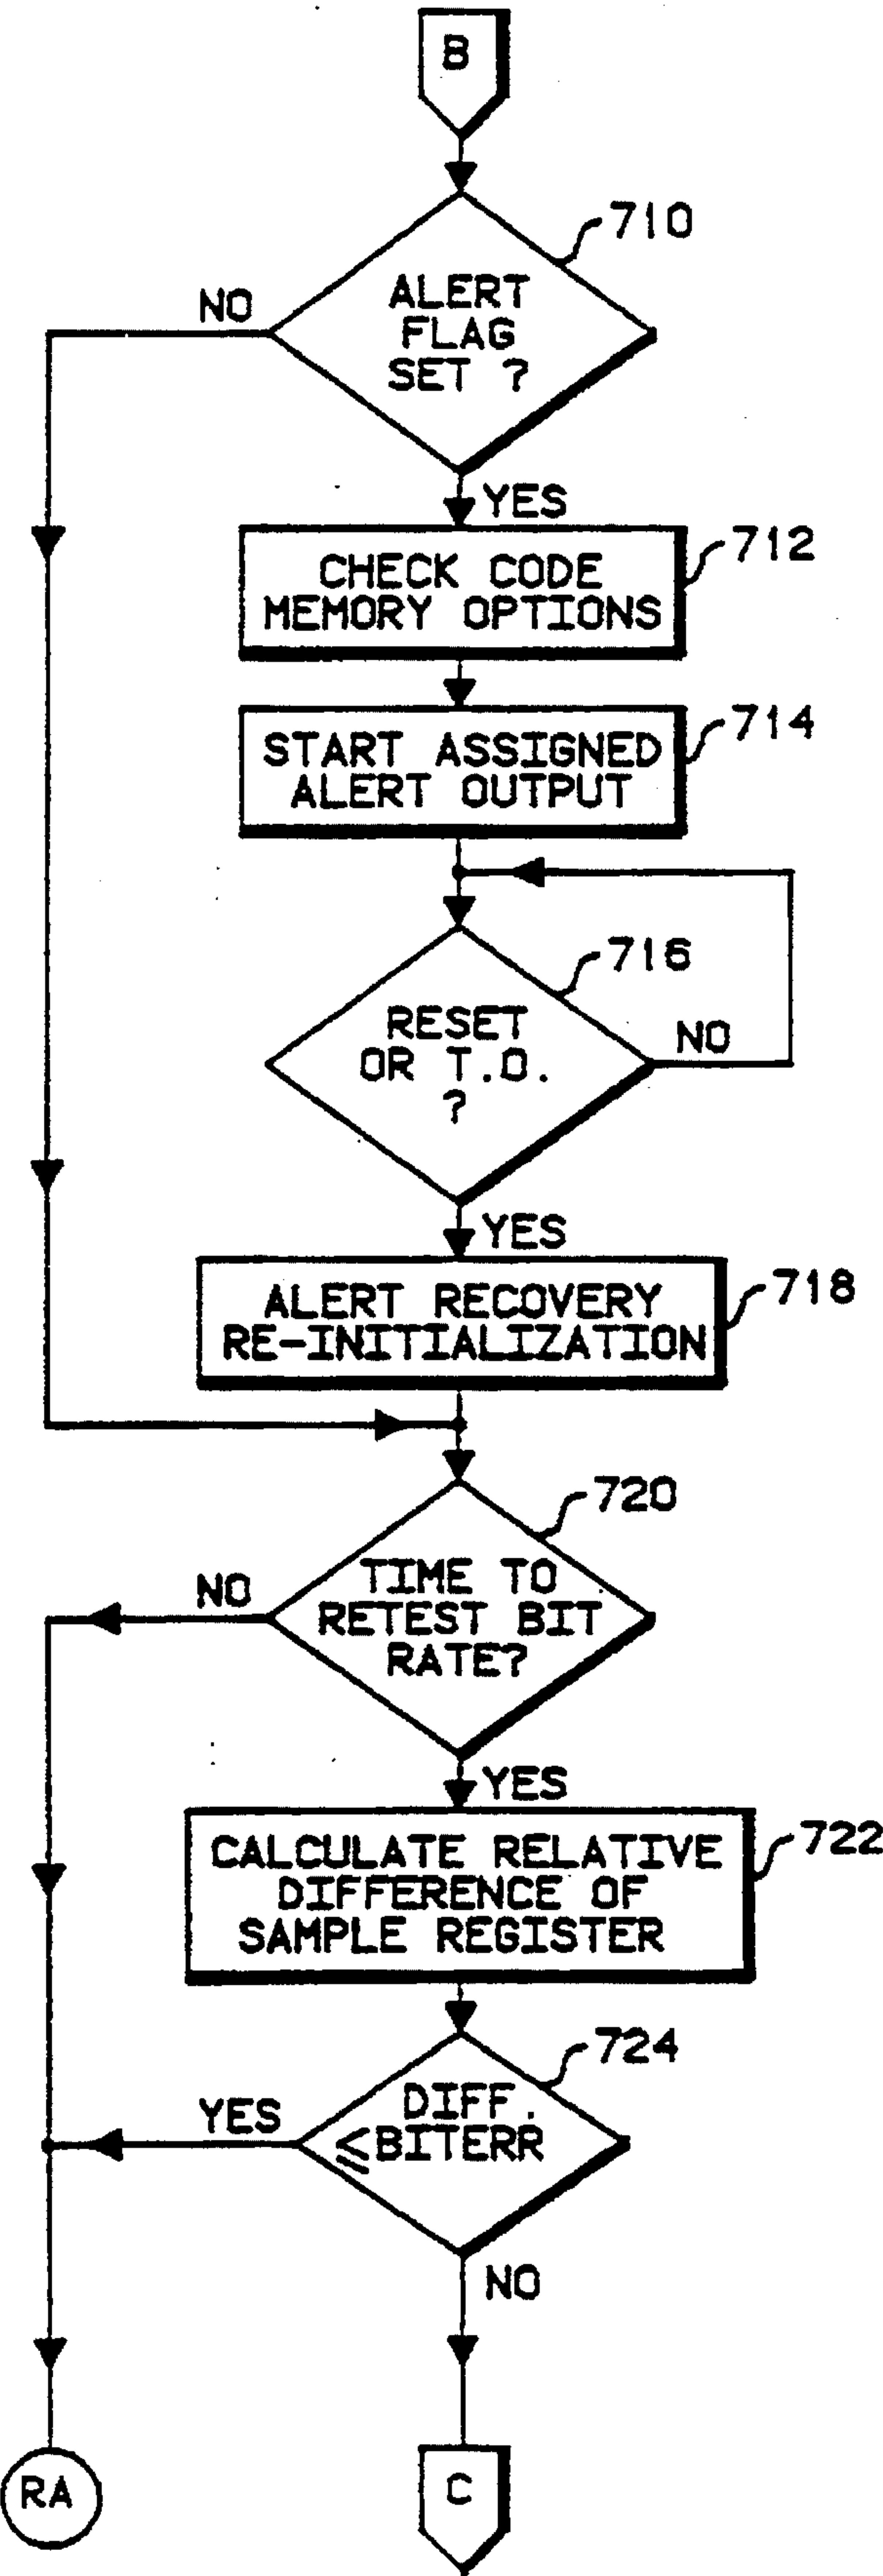 B
710
ALERT
FLAG
SET ?
NO
YES
712
CHECK CODE
MEMORY OPTIONS
714
START ASSIGNED
ALERT OUTPUT
716
RESET
OR T.O.
?
NO
YES
718
ALERT RECOVERY
RE-INITIALIZATION
720
TIME TO
RETEST BIT
RATE?
NO
YES
722
CALCULATE RELATIVE
DIFFERENCE OF
SAMPLE REGISTER
724
DIFF.
≤BITERR
YES
NO
RA
C